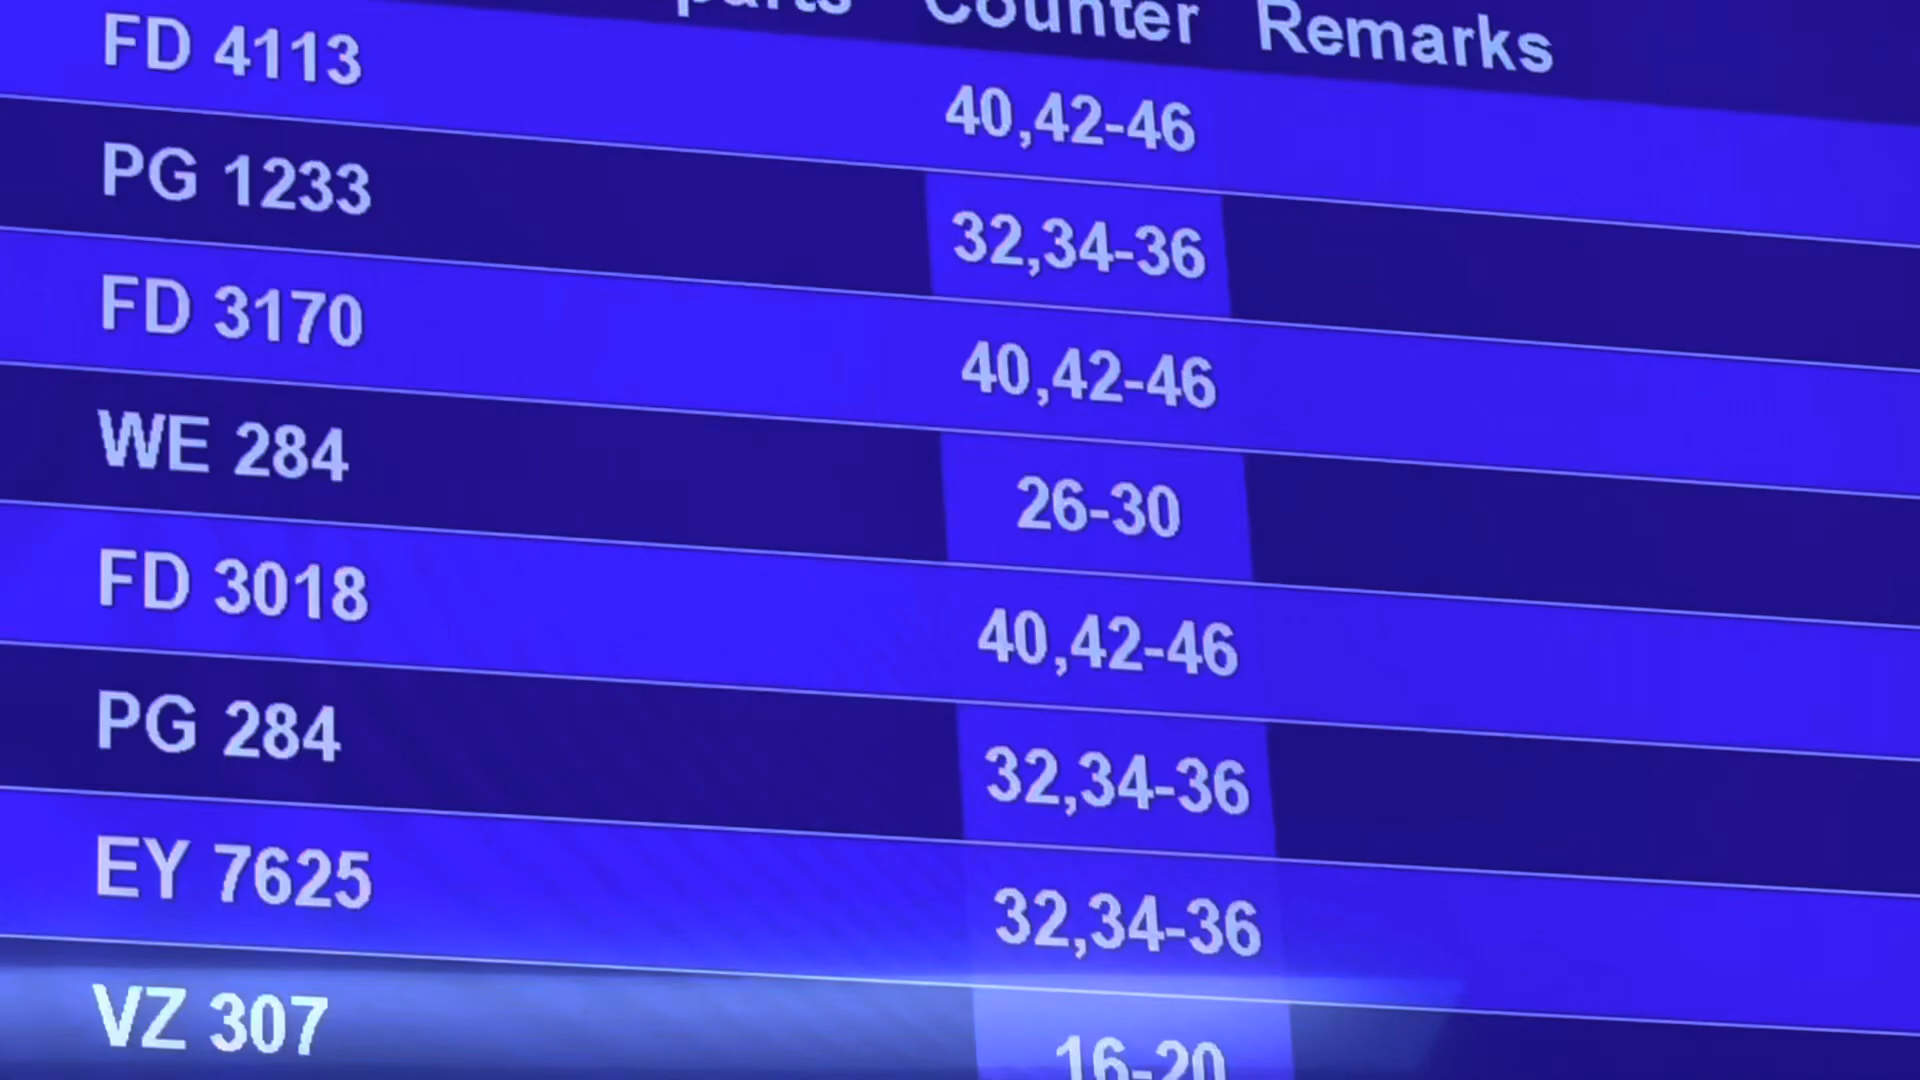 Counter Remarks
FD 4113 40,42-46
PG 1233 32,34-36
FD 3170 40,42-46
WE 284 26-30
FD 3018 40,42-46
PG 284 32,34-36
EY 7625 32,34-36
VZ 307 16-20